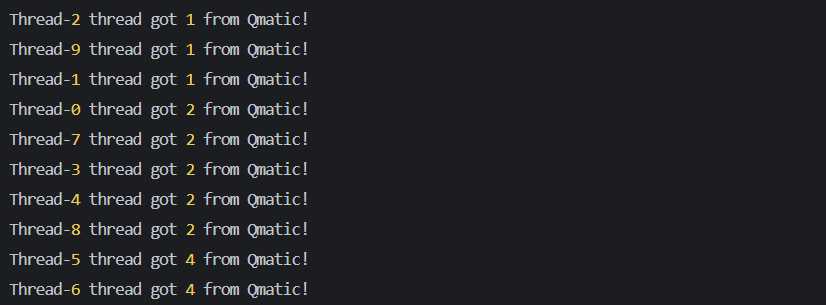 Thread-2 thread got 1 from Qmatic!
Thread-9 thread got 1 from Qmatic!
Thread-1 thread got 1 from Qmatic!
Thread-0 thread got 2 from Qmatic!
Thread-7 thread got 2 from Qmatic!
Thread-3 thread got 2 from Qmatic!
Thread-4 thread got 2 from Qmatic!
Thread-8 thread got 2 from Qmatic!
Thread-5 thread got 4 from Qmatic!
Thread-6 thread got 4 from Qmatic!